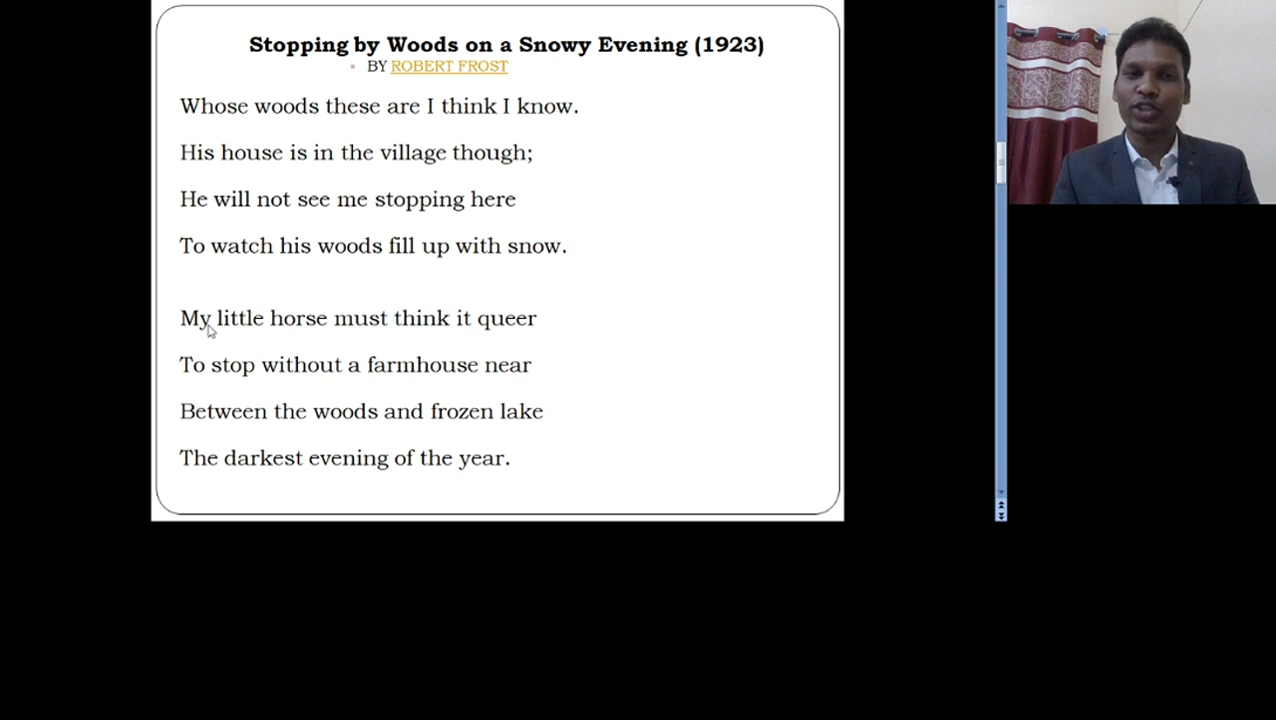 Stopping by Woods on a Snowy Evening (1923)
• BY ROBERT FROST
Whose woods these are I think I know.
His house is in the village though;
He will not see me stopping here
To watch his woods fill up with snow.
My little horse must think it queer
To stop without a farmhouse near
Between the woods and frozen lake
The darkest evening of the year.